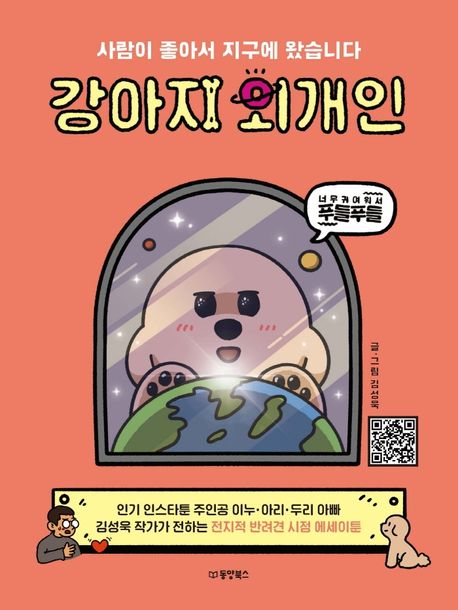 사람이 좋아서 지구에 왔습니다
강아지 외개인
너무 귀여워서
푸들푸들
글·그림 김성욱
인기 인스타툰 주인공 이누·아리·두리 아빠
김성욱 작가가 전하는 전지적 반려견 시점 에세이툰
동양북스